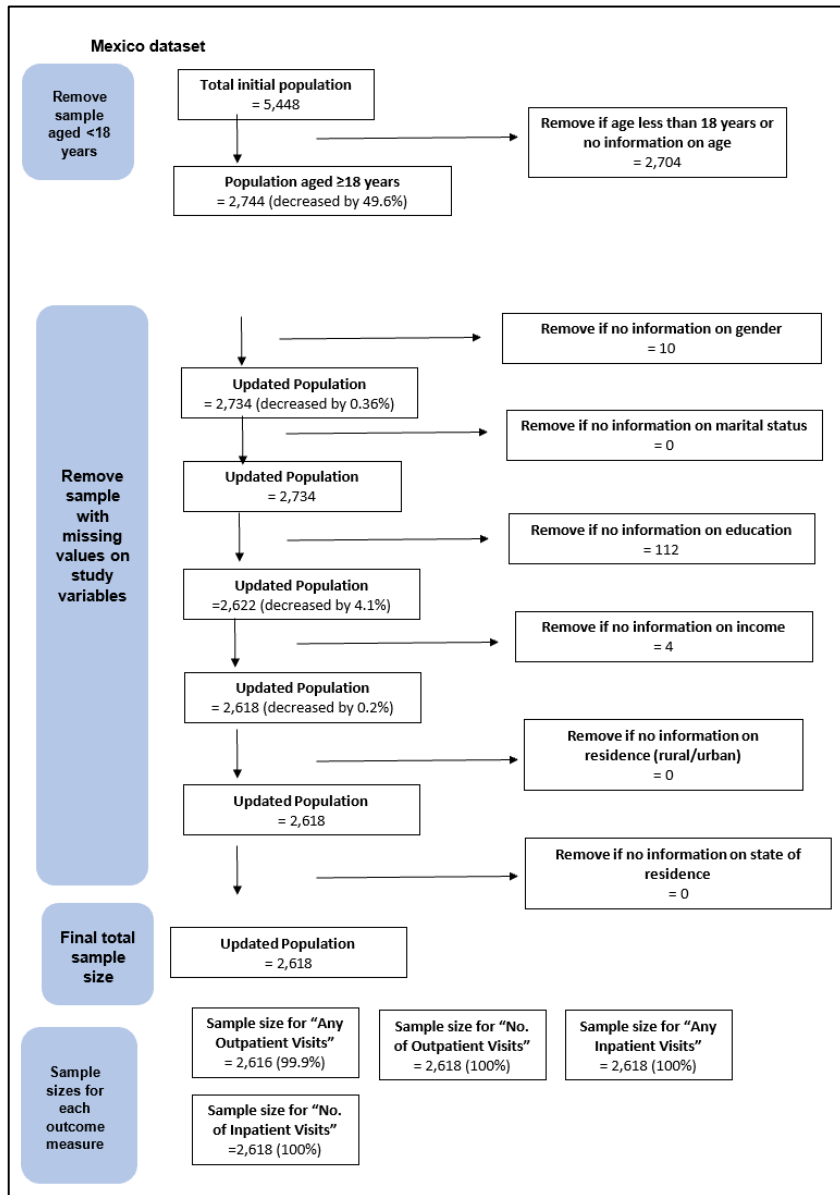 Mexico dataset
Remove
sample
aged <18
years
Total initial population
= 5,448
Remove if age less than 18 years or
no information on age
= 2,704
Population aged ≥18 years
= 2,744 (decreased by 49.6%)
Remove
sample
with
missing
values on
study
variables
Remove if no information on gender
= 10
Updated Population
= 2,734 (decreased by 0.36%)
Remove if no information on marital status
= 0
Updated Population
= 2,734
Remove if no information on education
= 112
Updated Population
=2,622 (decreased by 4.1%)
Remove if no information on income
= 4
Updated Population
= 2,618 (decreased by 0.2%)
Remove if no information on
residence (rural/urban)
= 0
Updated Population
= 2,618
Remove if no information on state of
residence
= 0
Final total
sample
size
Updated Population
= 2,618
Sample
sizes for
each
outcome
measure
Sample size for “Any
Outpatient Visits”
= 2,616 (99.9%)
Sample size for “No.
of Outpatient Visits”
= 2,618 (100%)
Sample size for “Any
Inpatient Visits”
= 2,618 (100%)
Sample size for “No.
of Inpatient Visits”
=2,618 (100%)